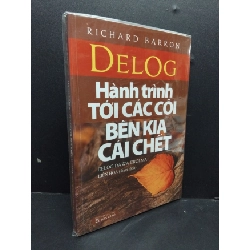 RICHARD BARRON
DELOG
Hành trình
TỚI CÁC CÕI
BÊN KIA
CÁI CHẾT